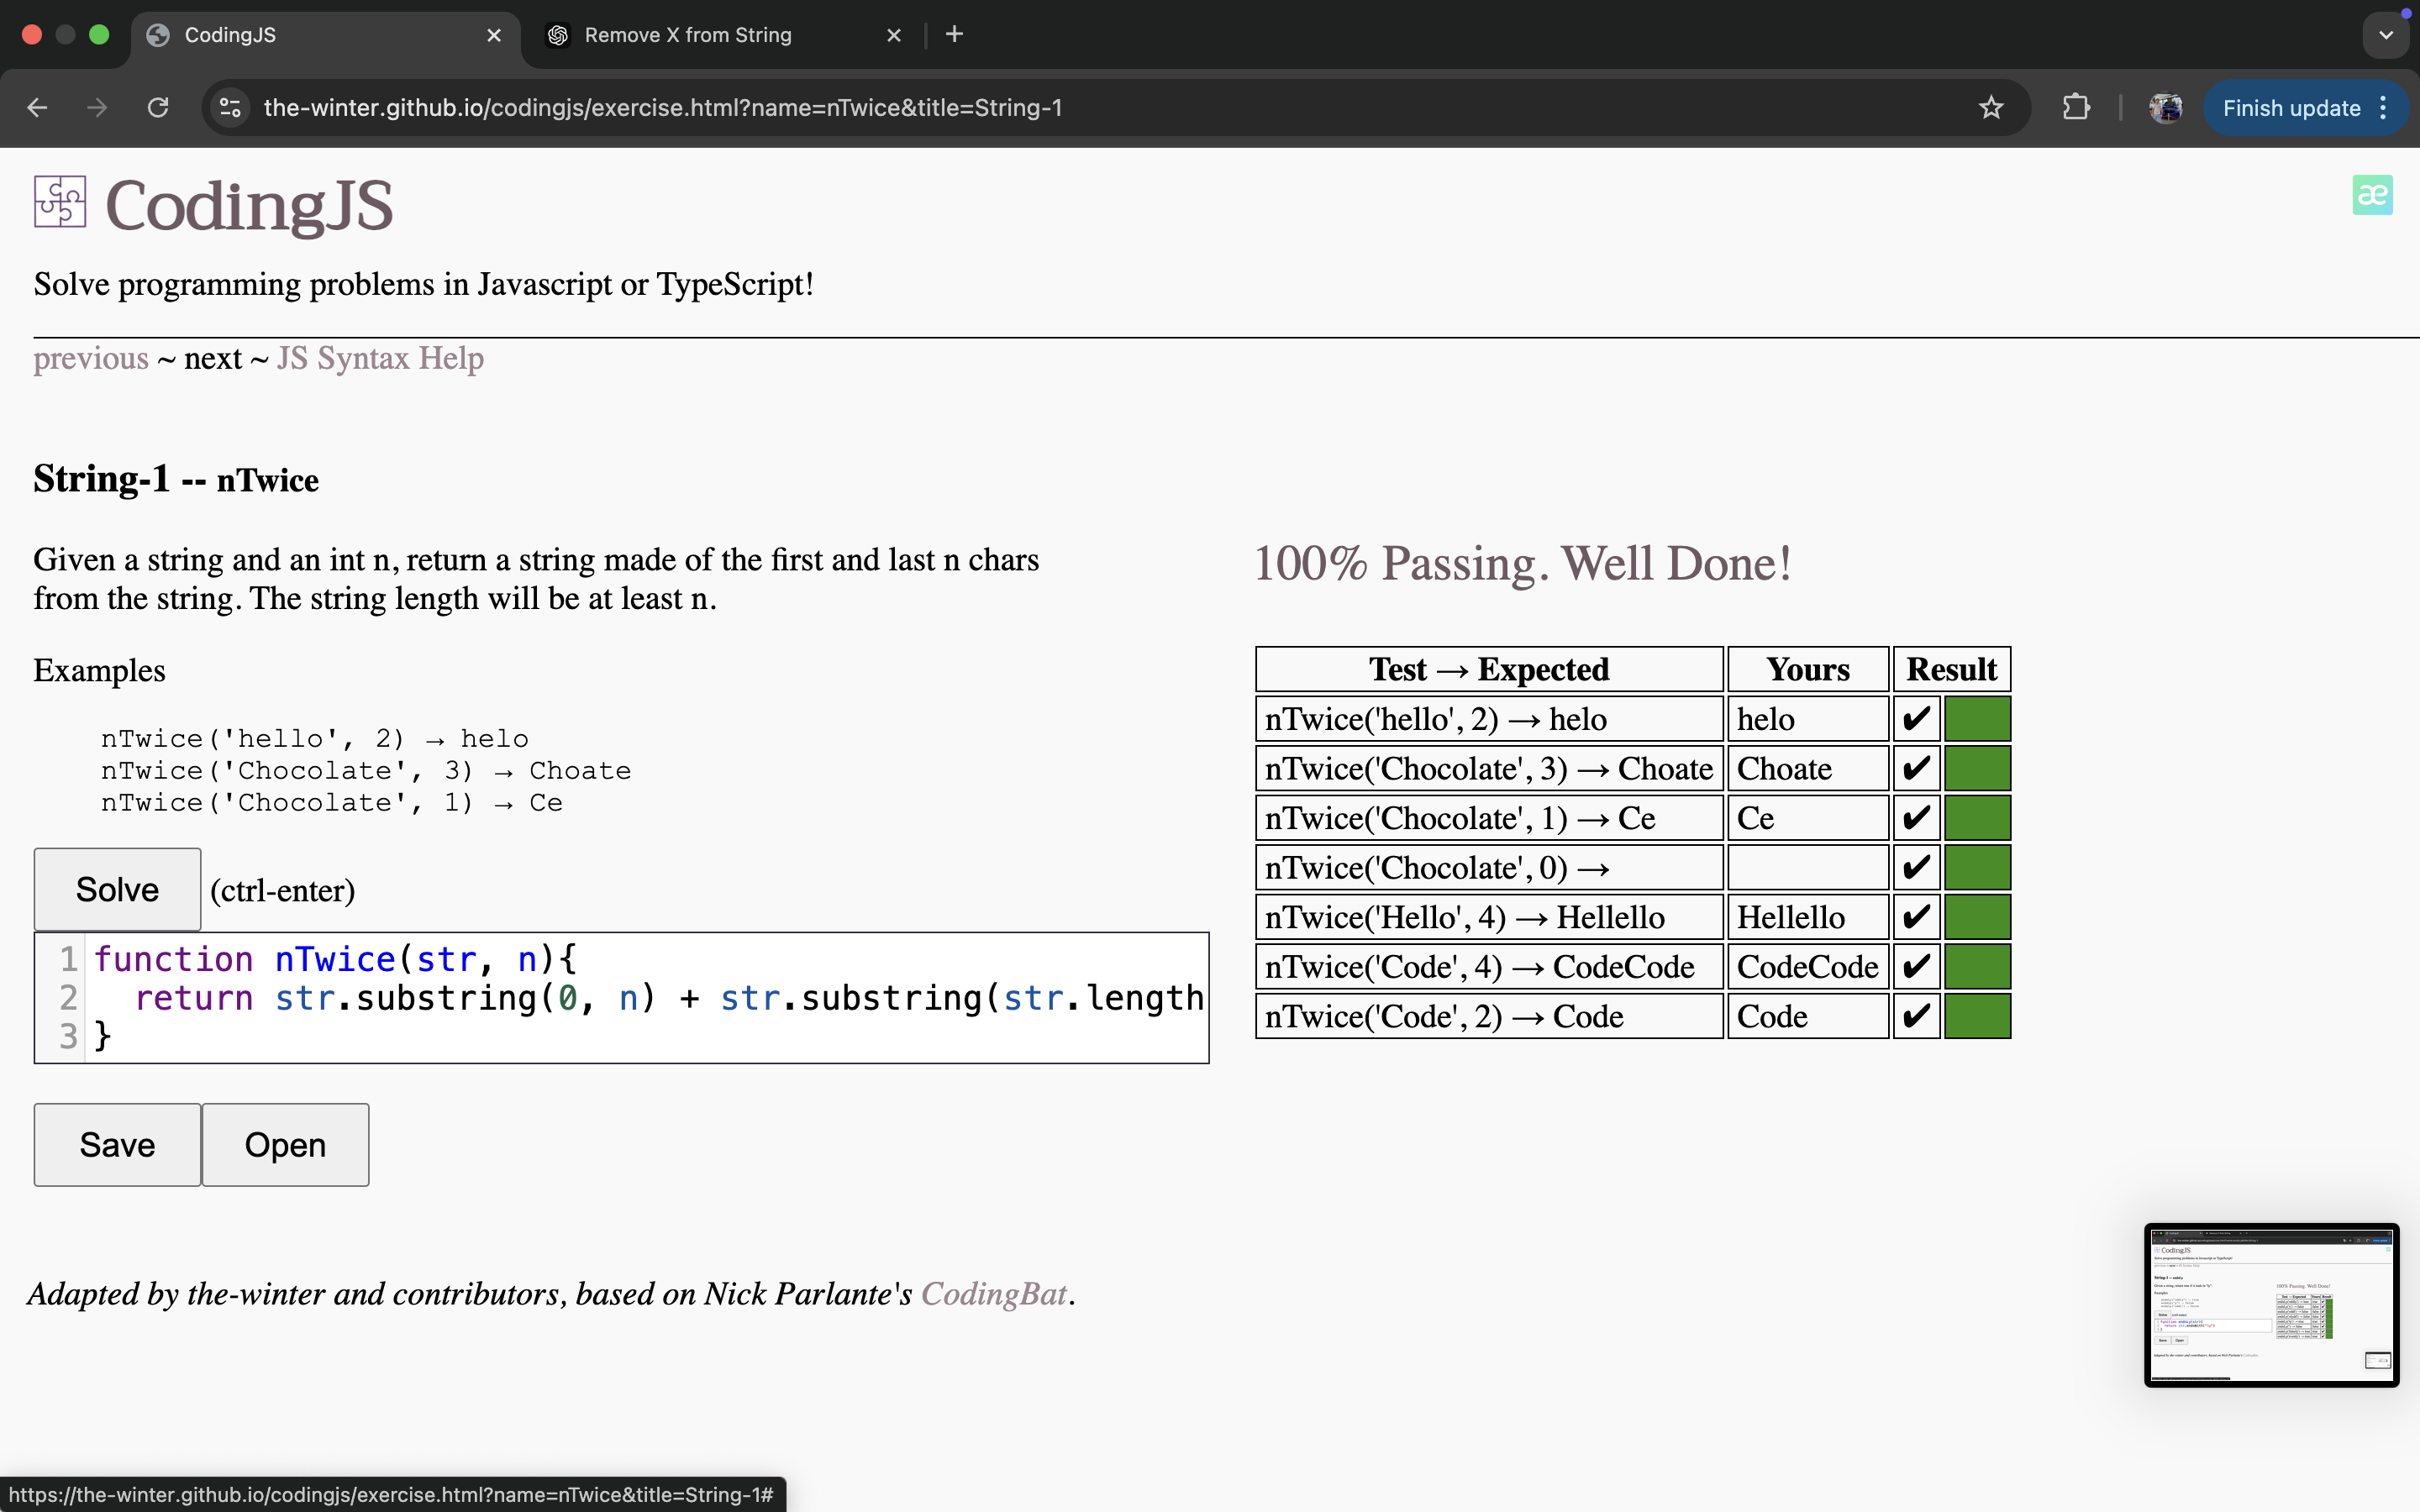 CodingJS
Remove X from String
the-winter.github.io/codingjs/exercise.html?name=nTwice&title=String-1
Finish update
CodingJS
æ
Solve programming problems in Javascript or TypeScript!
previous ~ next ~ JS Syntax Help
String-1 -- nTwice
Given a string and an int n, return a string made of the first and last n chars
from the string. The string length will be at least n.
Examples
nTwice('hello', 2) → helo
nTwice('Chocolate', 3) → Choate
nTwice('Chocolate', 1) → Ce
Solve (ctrl-enter)
1 function nTwice(str, n){
2 return str.substring(0, n) + str.substring(str.length
3 }
Save Open
100% Passing. Well Done!
Test → Expected Yours Result
nTwice('hello', 2) → helo helo ✔
nTwice('Chocolate', 3) → Choate Choate ✔
nTwice('Chocolate', 1) → Ce Ce ✔
nTwice('Chocolate', 0) → ✔
nTwice('Hello', 4) → Hellello Hellello ✔
nTwice('Code', 4) → CodeCode CodeCode ✔
nTwice('Code', 2) → Code Code ✔
Adapted by the-winter and contributors, based on Nick Parlante's CodingBat.
CodingJS
100% Passing. Well Done!
https://the-winter.github.io/codingjs/exercise.html?name=nTwice&title=String-1#